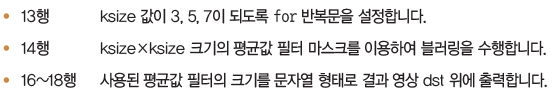 • 13행 ksize 값이 3, 5, 7이 되도록 for 반복문을 설정합니다.
• 14행 ksize×ksize 크기의 평균값 필터 마스크를 이용하여 블러링을 수행합니다.
• 16~18행 사용된 평균값 필터의 크기를 문자열 형태로 결과 영상 dst 위에 출력합니다.